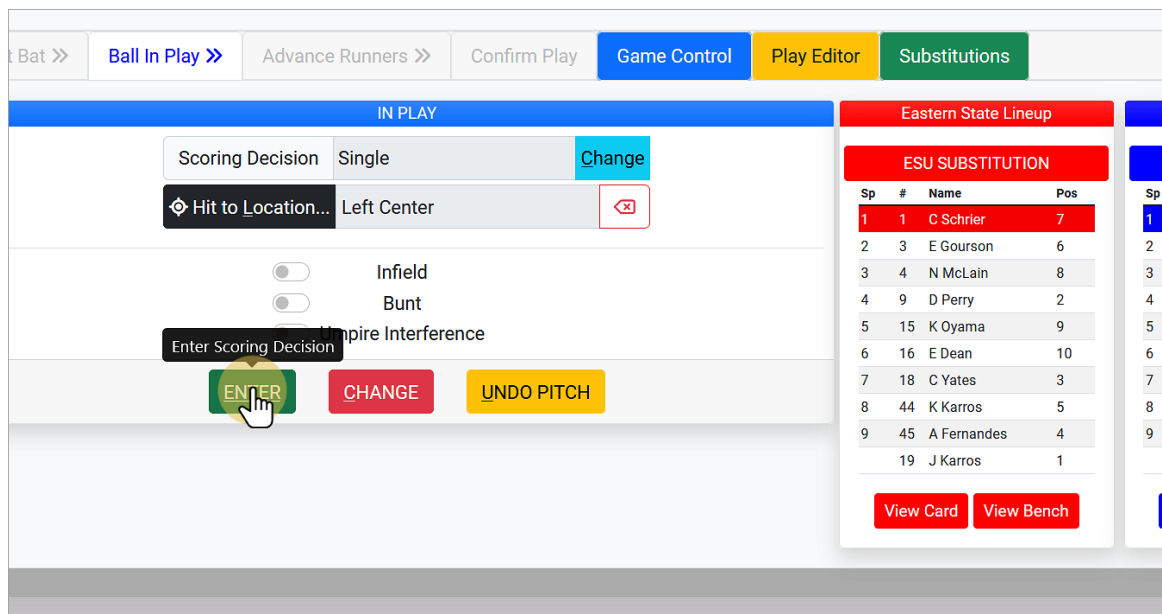 t Bat Ball In Play Advance Runners Confirm Play Game Control Play Editor Substitutions
IN PLAY
Scoring Decision Single Change
Hit to Location... Left Center
Infield
Bunt
Umpire Interference
Enter Scoring Decision
ENTER CHANGE UNDO PITCH
Eastern State Lineup
ESU SUBSTITUTION
Sp # Name Pos
1 1 C Schrier 7
2 3 E Gourson 6
3 4 N McLain 8
4 9 D Perry 2
5 15 K Oyama 9
6 16 E Dean 10
7 18 C Yates 3
8 44 K Karros 5
9 45 A Fernandes 4
19 J Karros 1
View Card View Bench
Sp
1
2
3
4
5
6
7
8
9